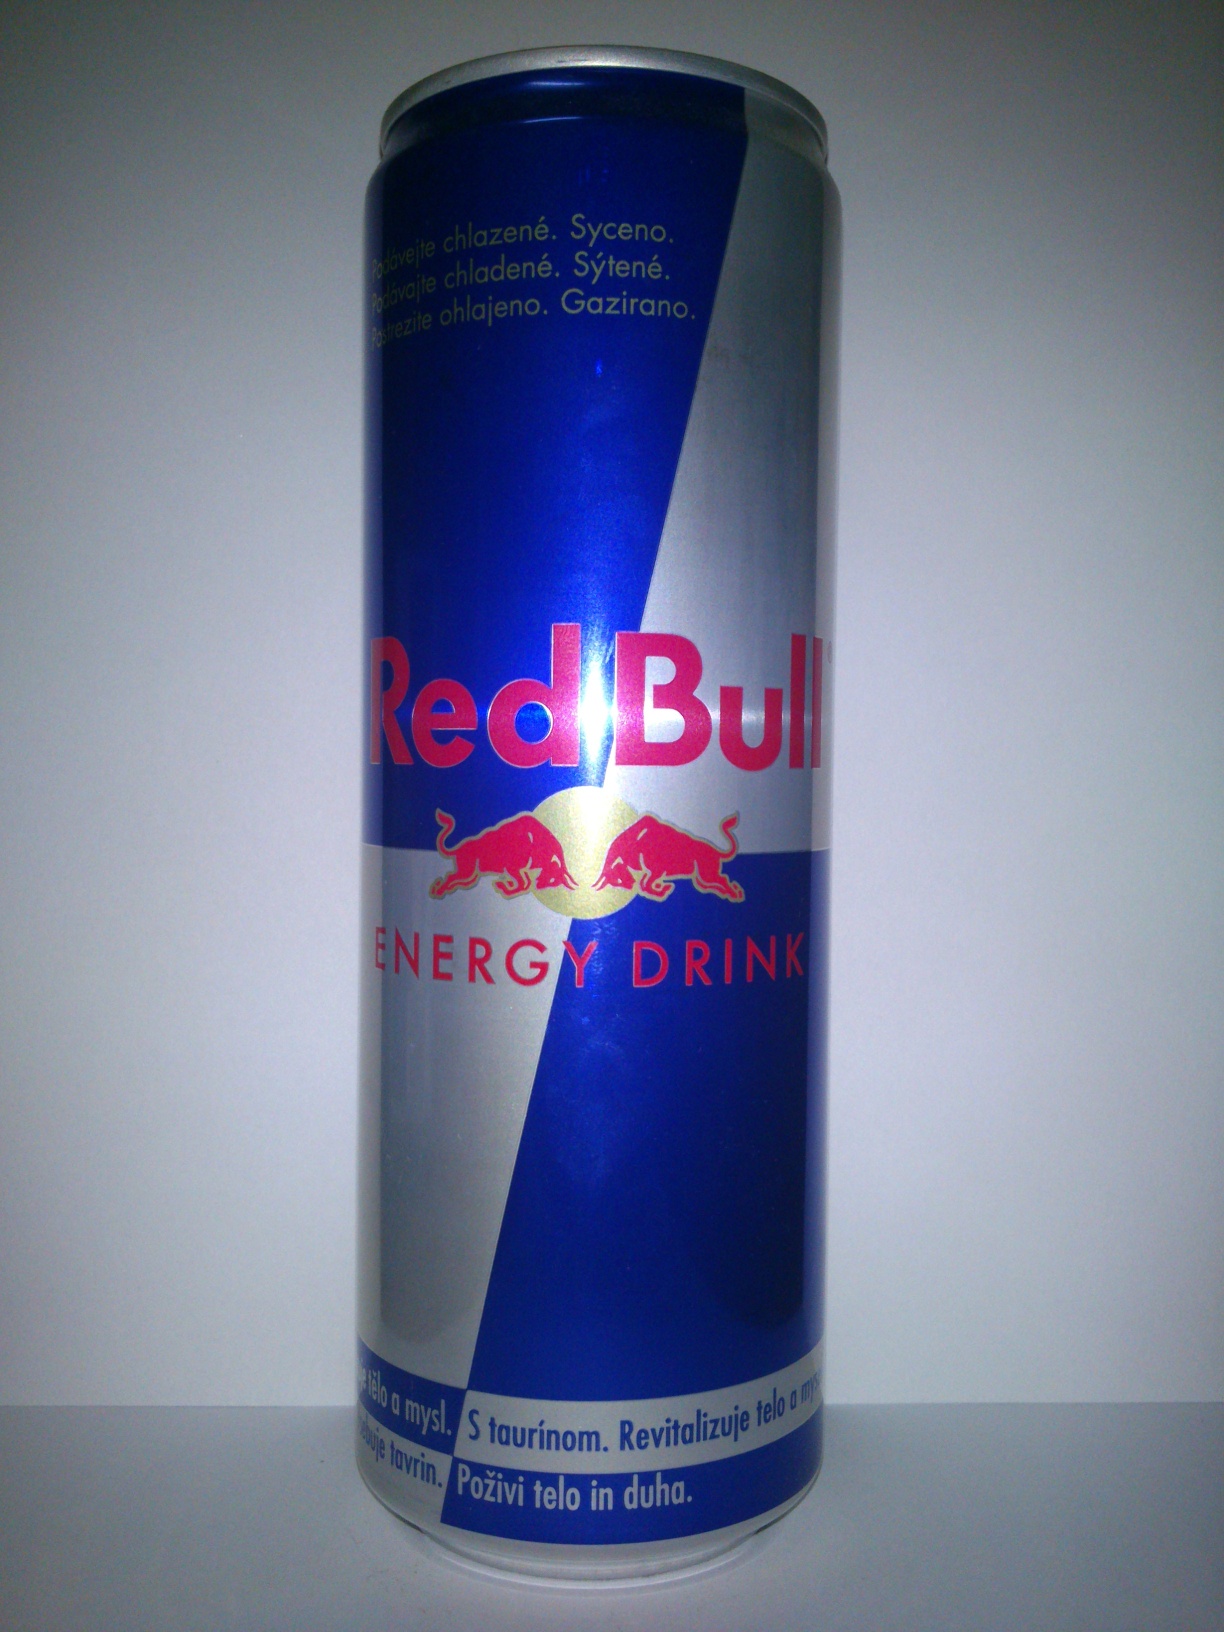 Podávejte chlazené. Syceno.
Podávajte chladené. Sýtené.
Postrezite ohlajeno. Gazirano.
Red Bull
ENERGY DRINK
tělo a mysl. S taurínom. Revitalizuje telo a
tavrin. Poživi telo in duha.